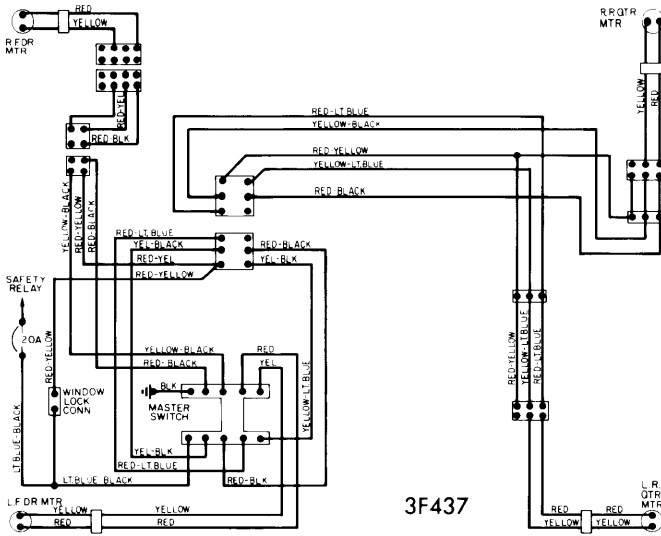 RED
YELLOW
R.FDR
MTR
R.R.QTR
MTR
YELLOW
RED
RED-YEL
RED-BLK
RED-LT.BLUE
YELLOW-BLACK
RED-YELLOW
YELLOW-LT.BLUE
RED-BLACK
YELLOW-BLACK
RED-YELLOW
RED-BLACK
RED-LT.BLUE
YEL-BLACK
RED-YEL
RED-YELLOW
RED-BLACK
YEL-BLK
SAFETY
RELAY
20A
RED-YELLOW
LT.BLUE-BLACK
WINDOW
LOCK
CONN
YELLOW-BLACK
RED-BLACK
RED
YEL
BLK
MASTER
SWITCH
YELLOW-LT.BLUE
RED-YELLOW
YELLOW-LT.BLUE
RED-LT.BLUE
YEL-BLK
RED-LT.BLUE
LT.BLUE BLACK
RED-BLK
L.F DR MTR
YELLOW
RED
YELLOW
RED
3F437
RED
YELLOW
RED
YELLOW
L.R.
QTR
MTR